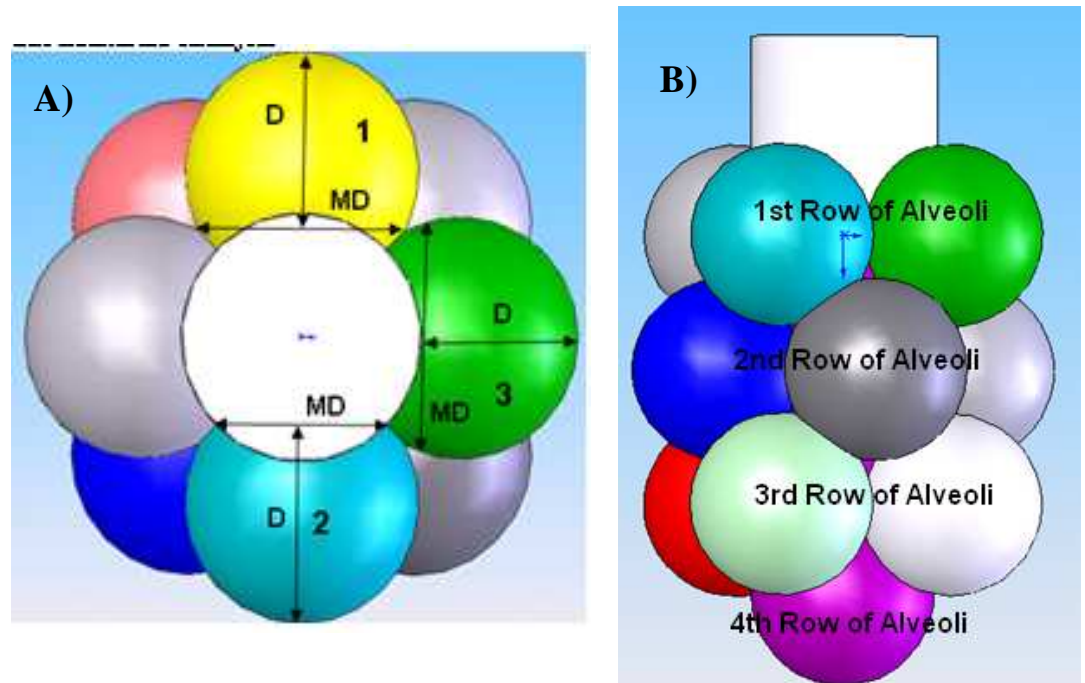 A)
D
1
MD
D
3
MD
MD
D
2
B)
1st Row of Alveoli
2nd Row of Alveoli
3rd Row of Alveoli
4th Row of Alveoli